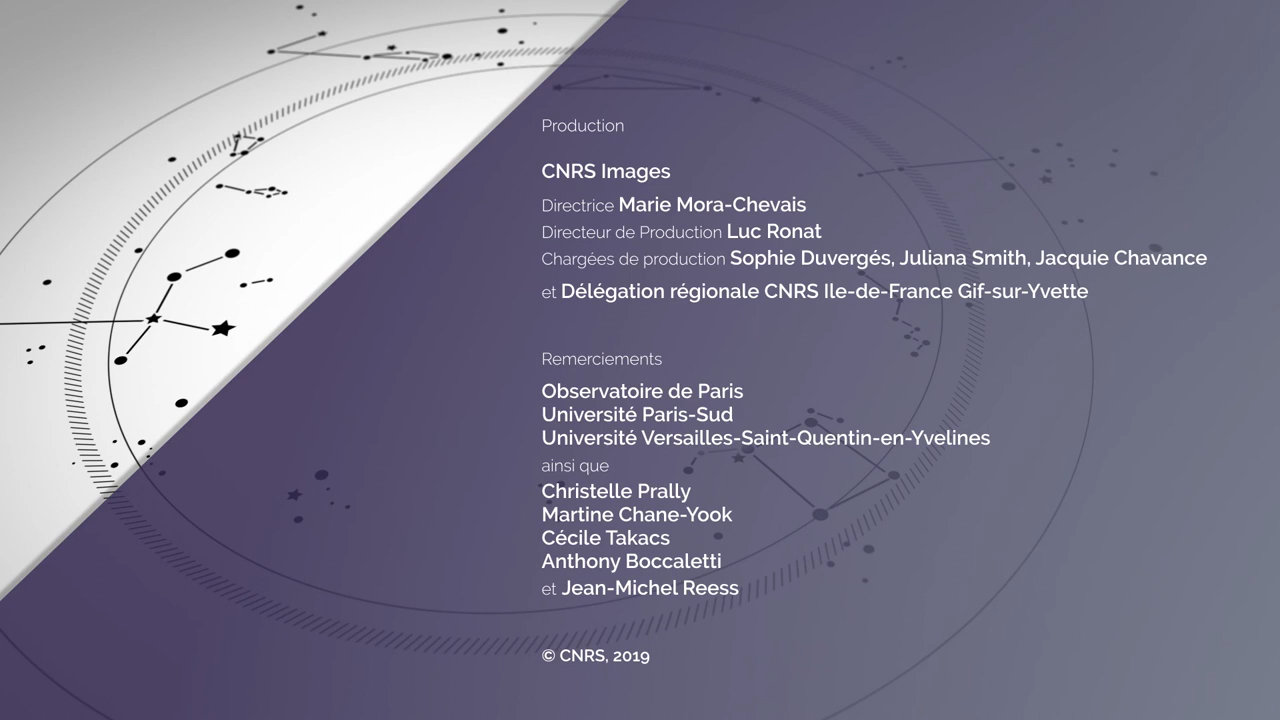 Production
CNRS Images
Directrice Marie Mora-Chevais
Directeur de Production Luc Ronat
Chargées de production Sophie Duvergés, Juliana Smith, Jacquie Chavance
et Délégation régionale CNRS Ile-de-France Gif-sur-Yvette
Remerciements
Observatoire de Paris
Université Paris-Sud
Université Versailles-Saint-Quentin-en-Yvelines
ainsi que
Christelle Prally
Martine Chane-Yook
Cécile Takacs
Anthony Boccaletti
et Jean-Michel Reess
© CNRS, 2019